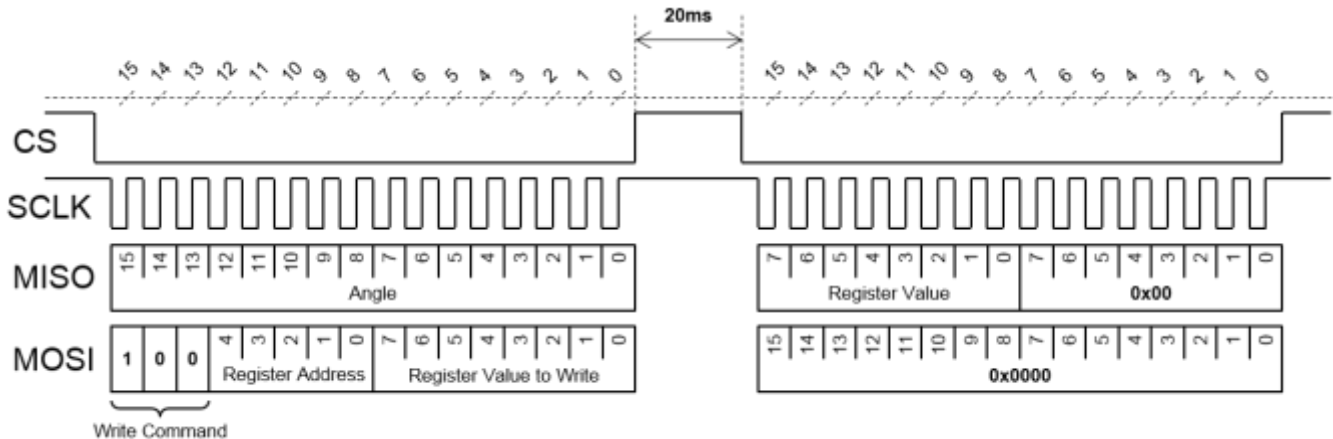 20ms
15 14 13 12 11 10 9 8 7 6 5 4 3 2 1 0 15 14 13 12 11 10 9 8 7 6 5 4 3 2 1 0
CS
SCLK
MISO
15 14 13 12 11 10 9 8 7 6 5 4 3 2 1 0 7 6 5 4 3 2 1 0 7 6 5 4 3 2 1 0
Angle Register Value 0x00
MOSI
1 0 0 4 3 2 1 0 7 6 5 4 3 2 1 0 15 14 13 12 11 10 9 8 7 6 5 4 3 2 1 0
Register Address Register Value to Write 0x0000
Write Command